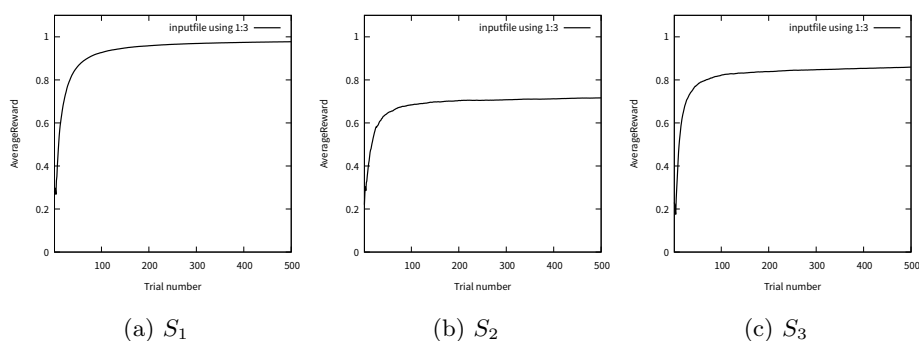 inputfile using 1:3
1
0.8
0.6
0.4
0.2
0
AverageReward
100 200 300 400 500
Trial number
(a) S₁
inputfile using 1:3
1
0.8
0.6
0.4
0.2
0
AverageReward
100 200 300 400 500
Trial number
(b) S₂
inputfile using 1:3
1
0.8
0.6
0.4
0.2
0
AverageReward
100 200 300 400 500
Trial number
(c) S₃